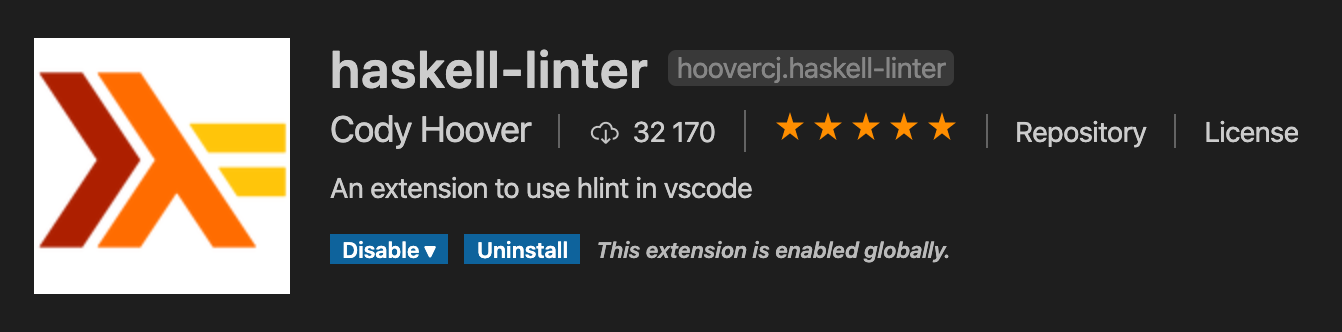 haskell-linter hoovercj.haskell-linter
Cody Hoover 32 170 ★★★★★ Repository License
An extension to use hlint in vscode
Disable ▾ Uninstall This extension is enabled globally.